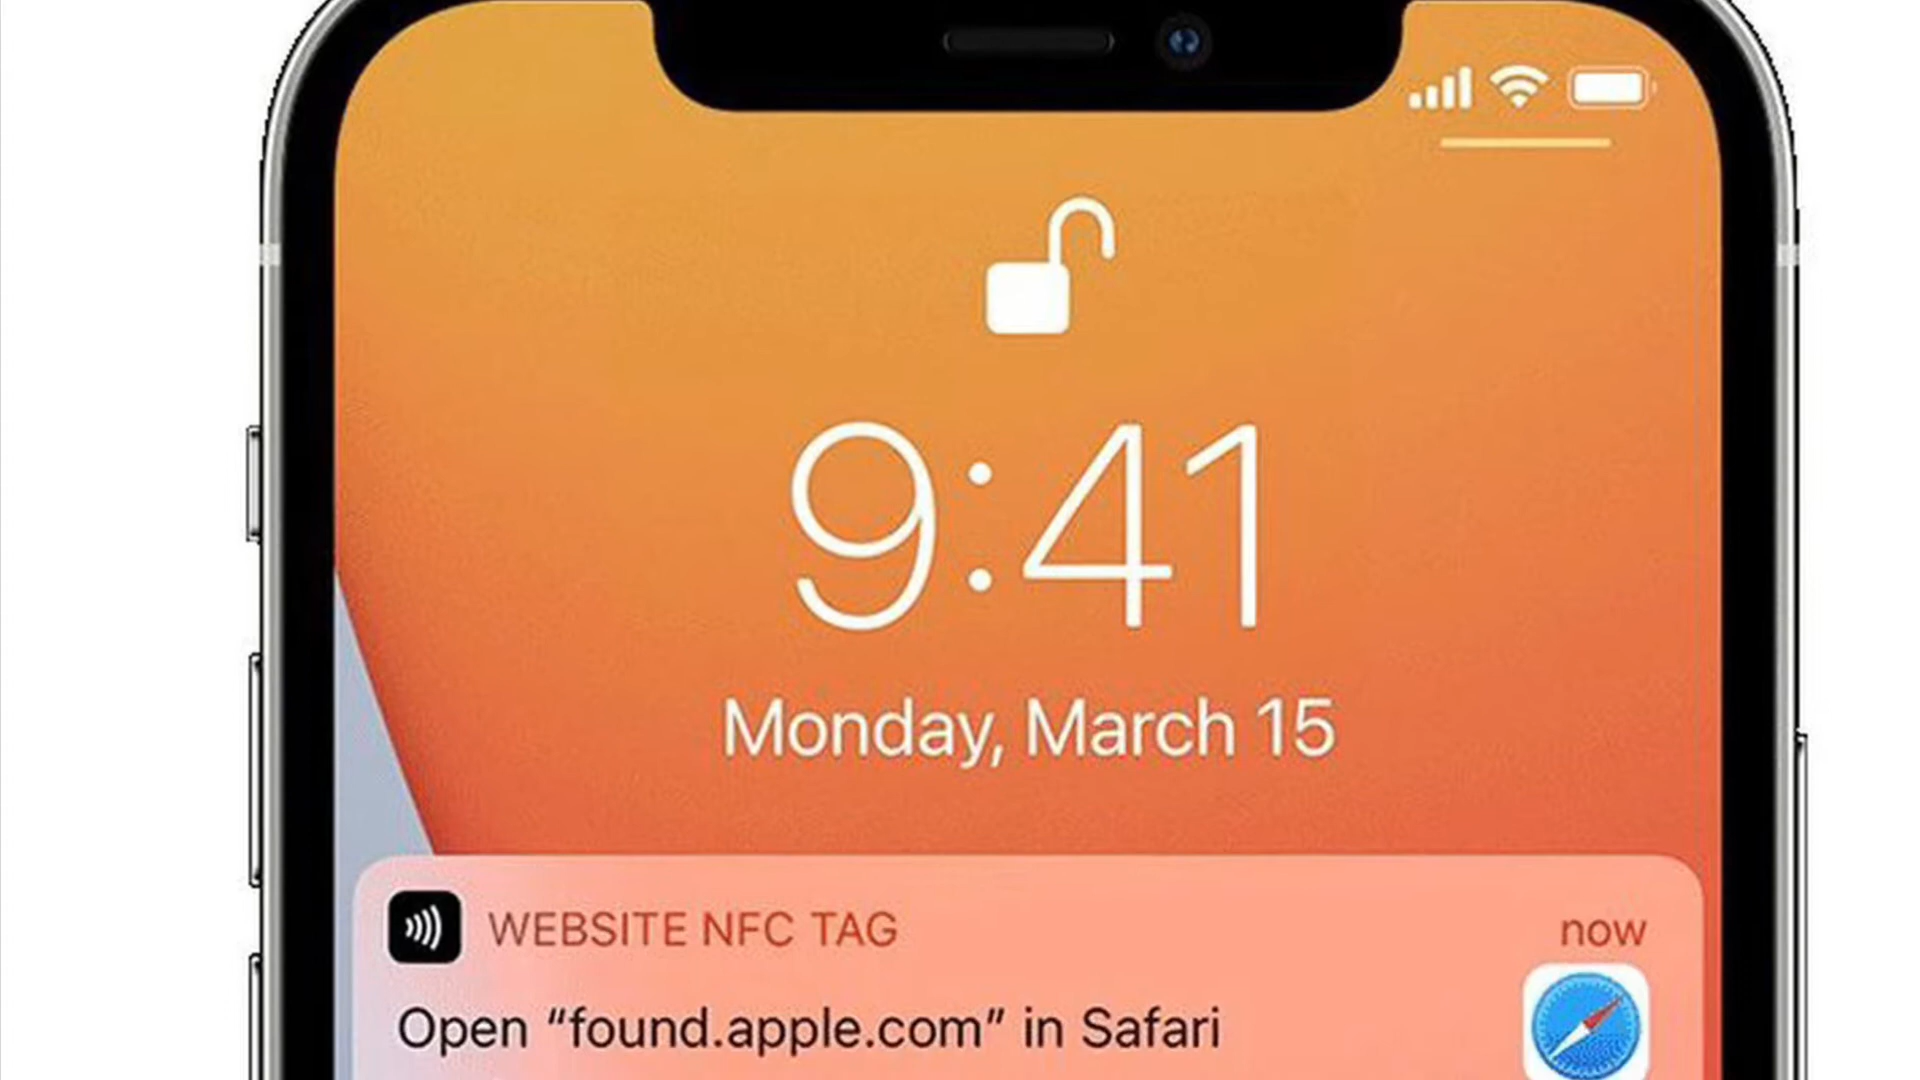 9:41
Monday, March 15
WEBSITE NFC TAG now
Open “found.apple.com” in Safari